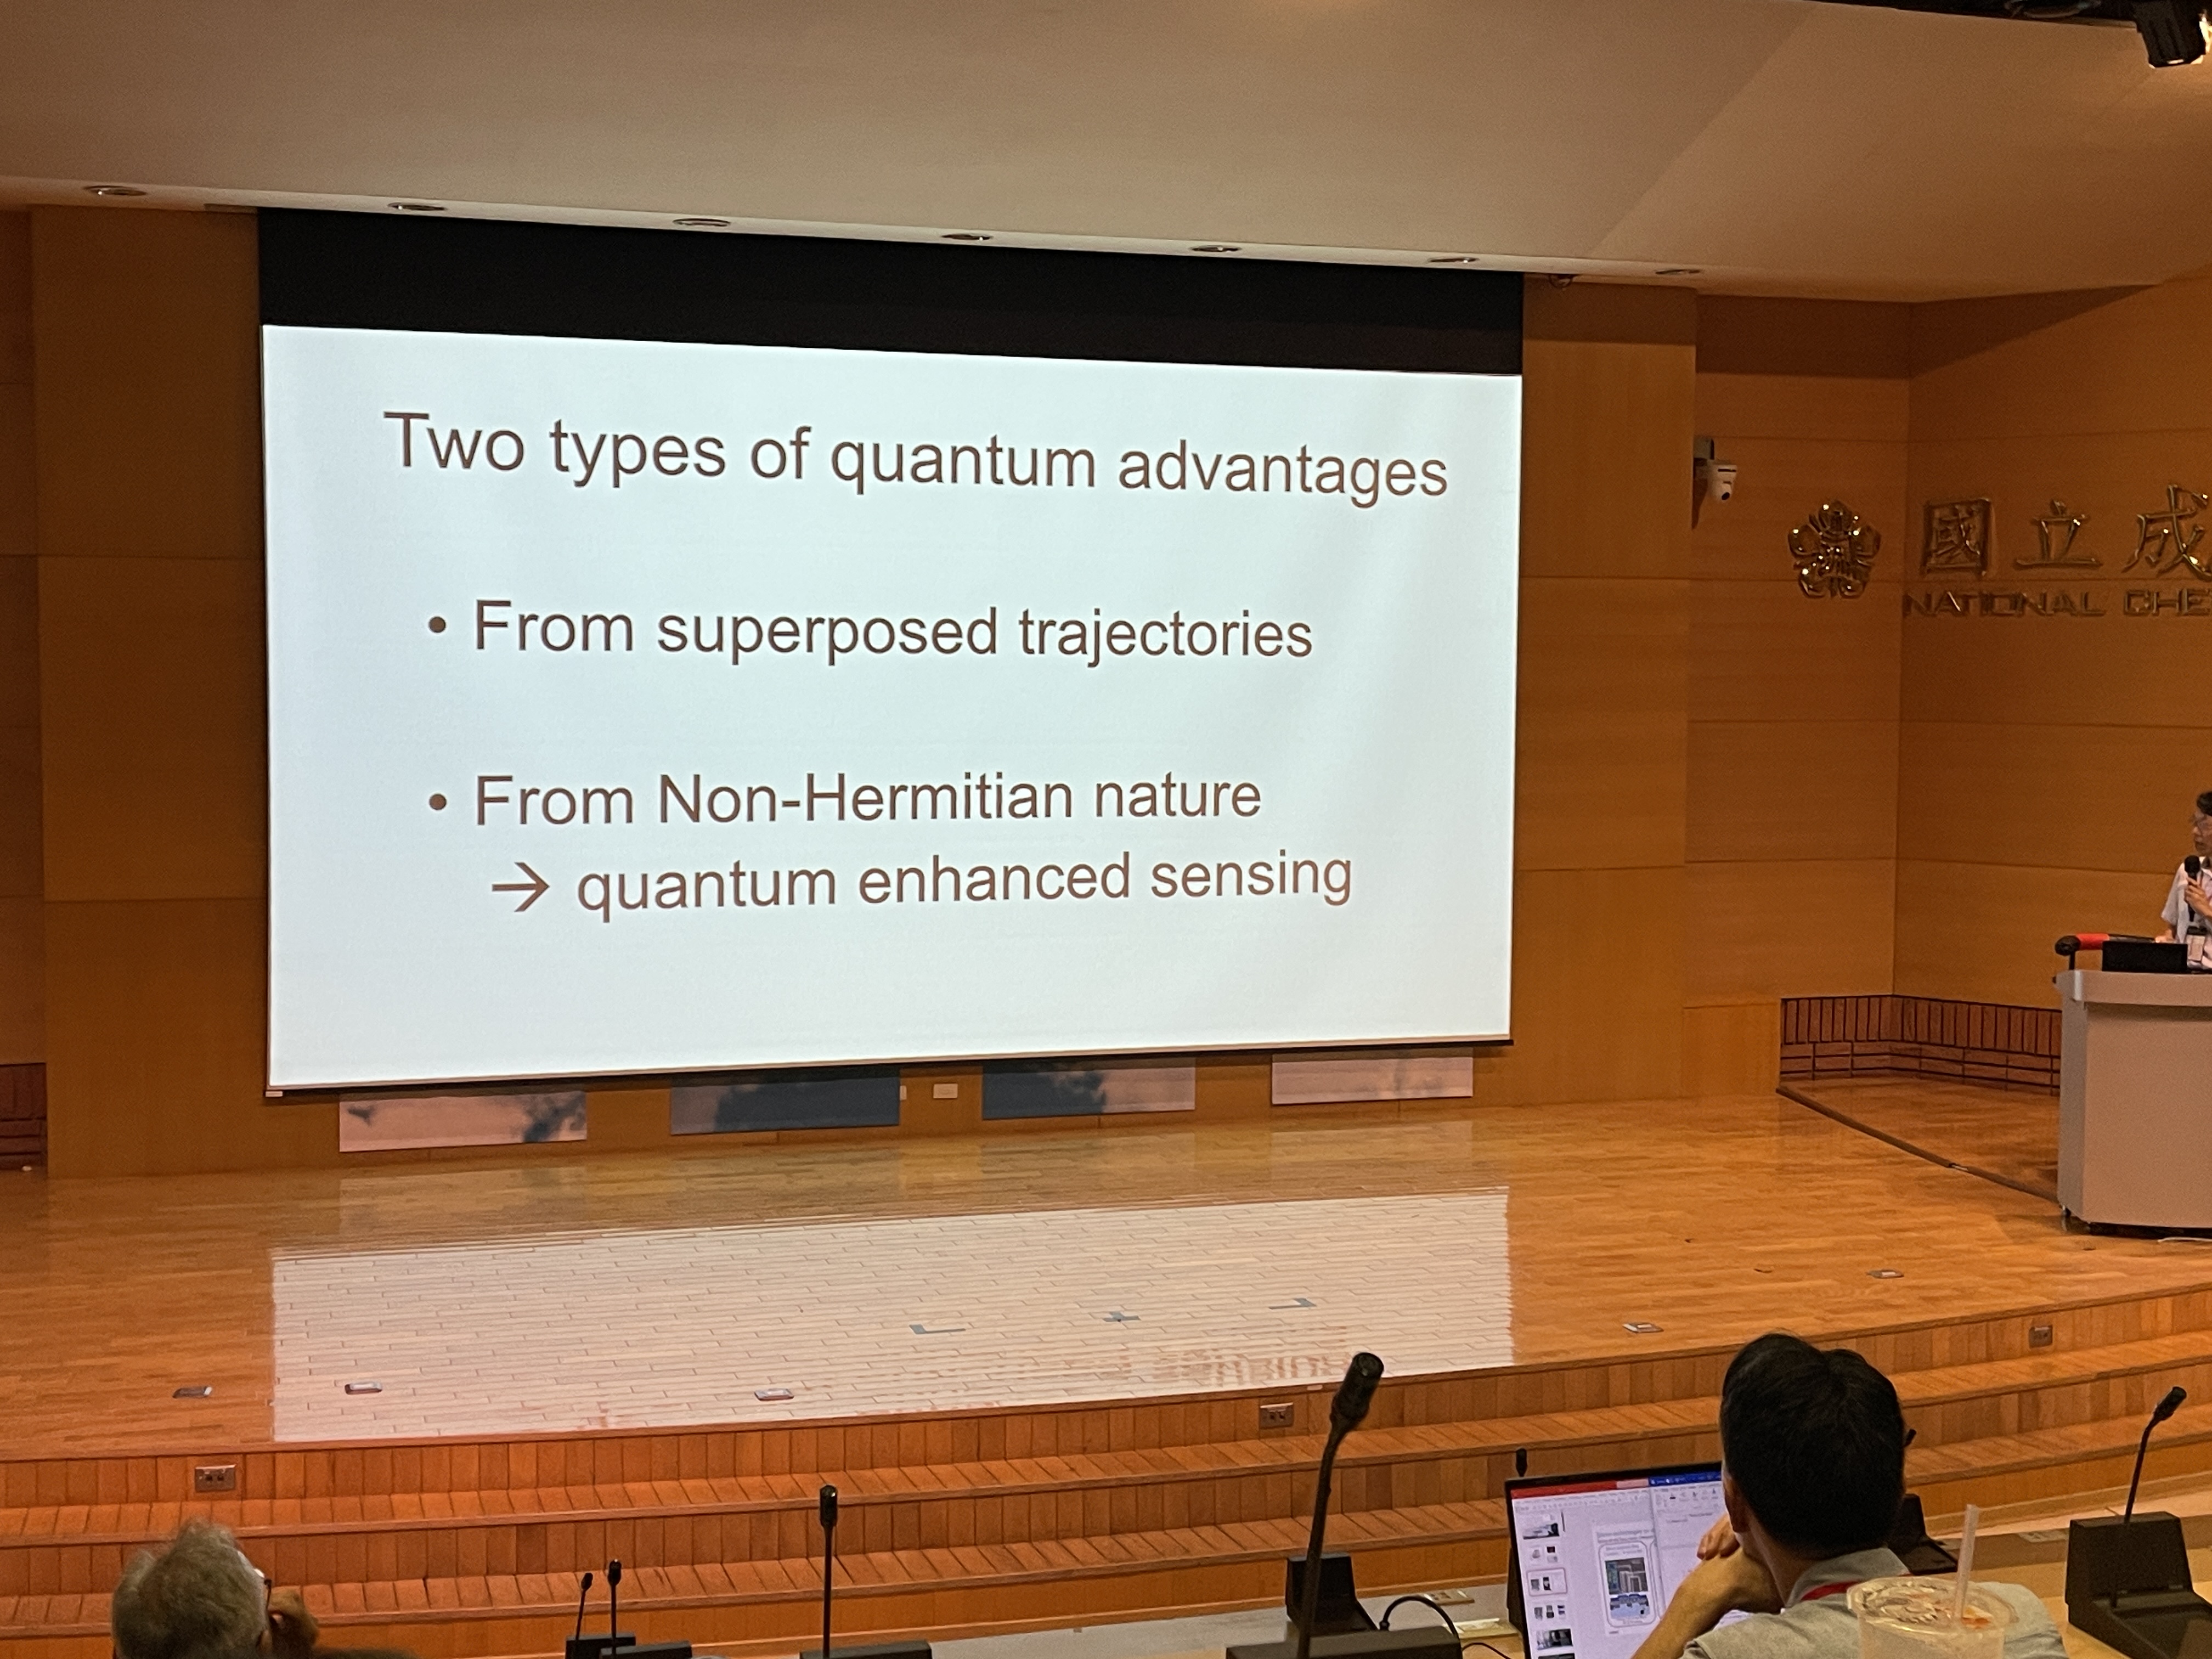 Two types of quantum advantages
• From superposed trajectories
• From Non-Hermitian nature
→ quantum enhanced sensing
國立成
NATIONAL CHE